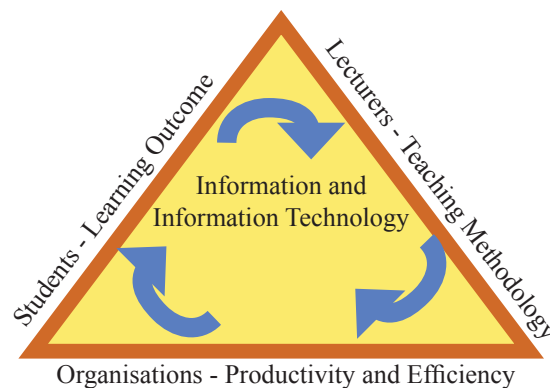 Students - Learning Outcome
Lecturers - Teaching Methodology
Information and
Information Technology
Organisations - Productivity and Efficiency